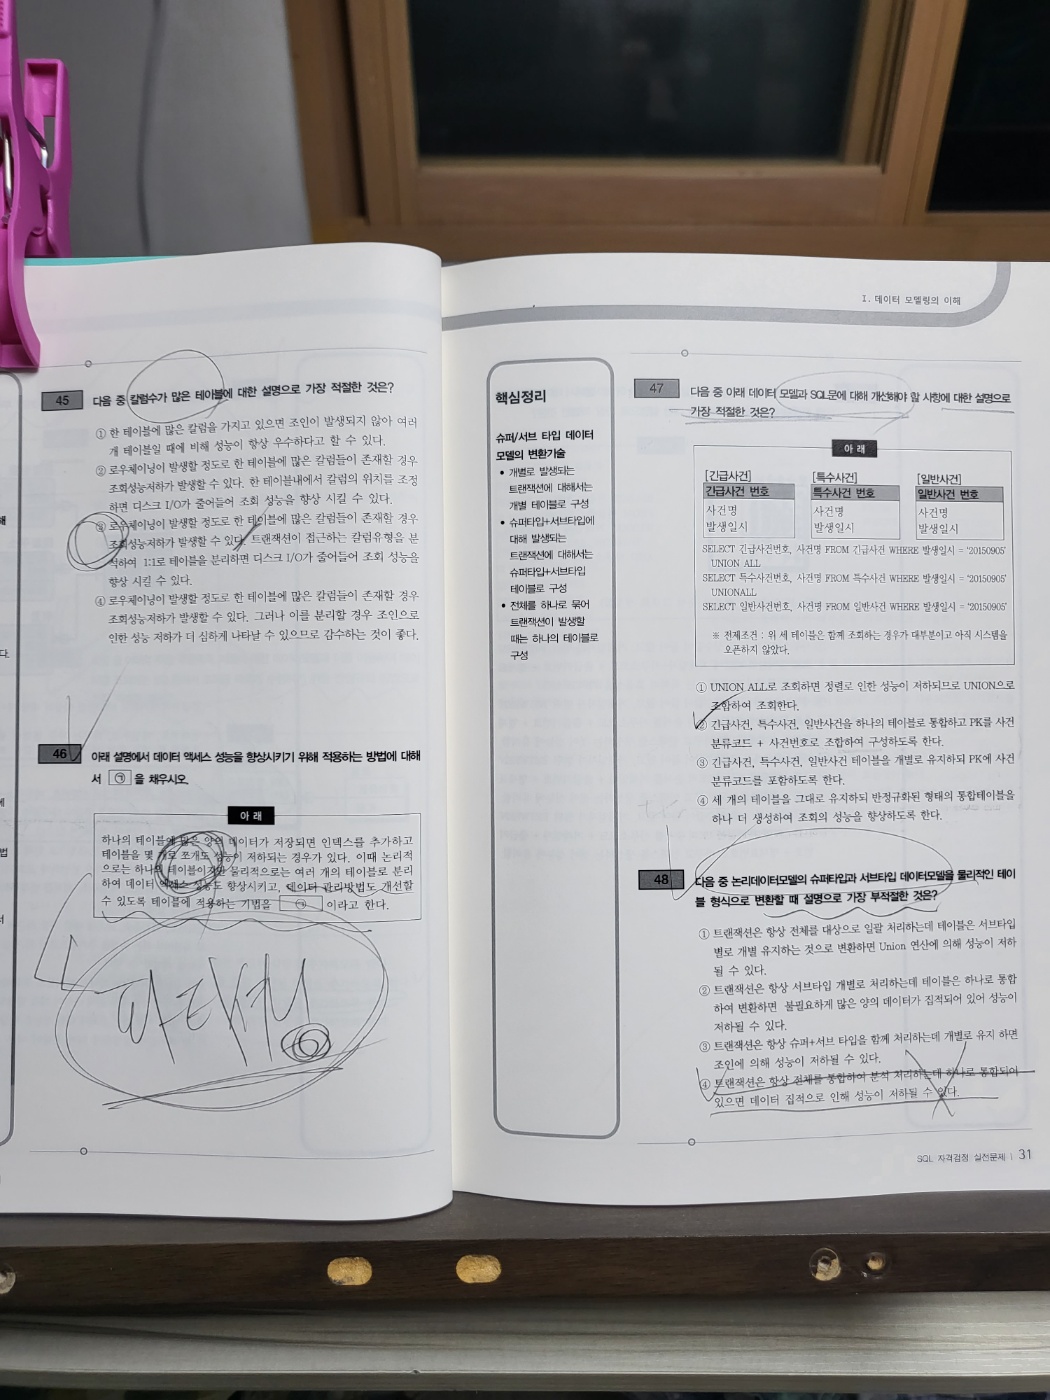 45 다음 중 칼럼수가 많은 테이블에 대한 설명으로 가장 적절한 것은?
① 한 테이블에 많은 칼럼을 가지고 있으면 조인이 발생되지 않아 여러
개 테이블일 때에 비해 성능이 항상 우수하다고 할 수 있다.
② 로우체이닝이 발생할 정도로 한 테이블에 많은 칼럼들이 존재할 경우
조회성능저하가 발생할 수 있다. 한 테이블내에서 칼럼의 위치를 조정
하면 디스크 I/O가 줄어들어 조회 성능을 향상 시킬 수 있다.
③ 로우체이닝이 발생할 정도로 한 테이블에 많은 칼럼들이 존재할 경우
조회성능저하가 발생할 수 있다. 트랜잭션이 접근하는 칼럼유형을 분
석하여 1:1로 테이블을 분리하면 디스크 I/O가 줄어들어 조회 성능을
향상 시킬 수 있다.
④ 로우체이닝이 발생할 정도로 한 테이블에 많은 칼럼들이 존재할 경우
조회성능저하가 발생할 수 있다. 그러나 이를 분리할 경우 조인으로
인한 성능 저하가 더 심하게 나타날 수 있으므로 감수하는 것이 좋다.
46 아래 설명에서 데이터 액세스 성능을 향상시키기 위해 적용하는 방법에 대해
서 ㉠ 을 채우시오.
아 래
하나의 테이블에 많은 양의 데이터가 저장되면 인덱스를 추가하고
테이블을 몇 개로 쪼개도 성능이 저하되는 경우가 있다. 이때 논리적
으로는 하나의 테이블이지만 물리적으로는 여러 개의 테이블로 분리
하여 데이터 액세스 성능도 향상시키고, 데이터 관리방법도 개선할
수 있도록 테이블에 적용하는 기법을 ㉠ 이라고 한다.
파티셔닝
I. 데이터 모델링의 이해
핵심정리
슈퍼/서브 타입 데이터
모델의 변환기술
• 개별로 발생되는
트랜잭션에 대해서는
개별 테이블로 구성
• 슈퍼타입+서브타입에
대해 발생되는
트랜잭션에 대해서는
슈퍼타입+서브타입
테이블로 구성
• 전체를 하나로 묶어
트랜잭션이 발생할
때는 하나의 테이블로
구성
47 다음 중 아래 데이터 모델과 SQL문에 대해 개선해야 할 사항에 대한 설명으로
가장 적절한 것은?
아 래
[긴급사건] [특수사건] [일반사건]
긴급사건 번호 특수사건 번호 일반사건 번호
사건명 사건명 사건명
발생일시 발생일시 발생일시
SELECT 긴급사건번호, 사건명 FROM 긴급사건 WHERE 발생일시 = '20150905'
UNION ALL
SELECT 특수사건번호, 사건명 FROM 특수사건 WHERE 발생일시 = '20150905'
UNIONALL
SELECT 일반사건번호, 사건명 FROM 일반사건 WHERE 발생일시 = '20150905'
※ 전제조건 : 위 세 테이블은 함께 조회하는 경우가 대부분이고 아직 시스템을
오픈하지 않았다.
① UNION ALL로 조회하면 정렬로 인한 성능이 저하되므로 UNION으로
조합하여 조회한다.
② 긴급사건, 특수사건, 일반사건을 하나의 테이블로 통합하고 PK를 사건
분류코드 + 사건번호로 조합하여 구성하도록 한다.
③ 긴급사건, 특수사건, 일반사건 테이블을 개별로 유지하되 PK에 사건
분류코드를 포함하도록 한다.
④ 세 개의 테이블을 그대로 유지하되 반정규화된 형태의 통합테이블을
하나 더 생성하여 조회의 성능을 향상하도록 한다.
48 다음 중 논리데이터모델의 슈퍼타입과 서브타입 데이터모델을 물리적인 테이
블 형식으로 변환할 때 설명으로 가장 부적절한 것은?
① 트랜잭션은 항상 전체를 대상으로 일괄 처리하는데 테이블은 서브타입
별로 개별 유지하는 것으로 변환하면 Union 연산에 의해 성능이 저하
될 수 있다.
② 트랜잭션은 항상 서브타입 개별로 처리하는데 테이블은 하나로 통합
하여 변환하면 불필요하게 많은 양의 데이터가 집적되어 있어 성능이
저하될 수 있다.
③ 트랜잭션은 항상 슈퍼+서브 타입을 함께 처리하는데 개별로 유지 하면
조인에 의해 성능이 저하될 수 있다.
④ 트랜잭션은 항상 전체를 통합하여 분석 처리하는데 하나로 통합되어
있으면 데이터 집적으로 인해 성능이 저하될 수 있다.
SQL 자격검정 실전문제 | 31